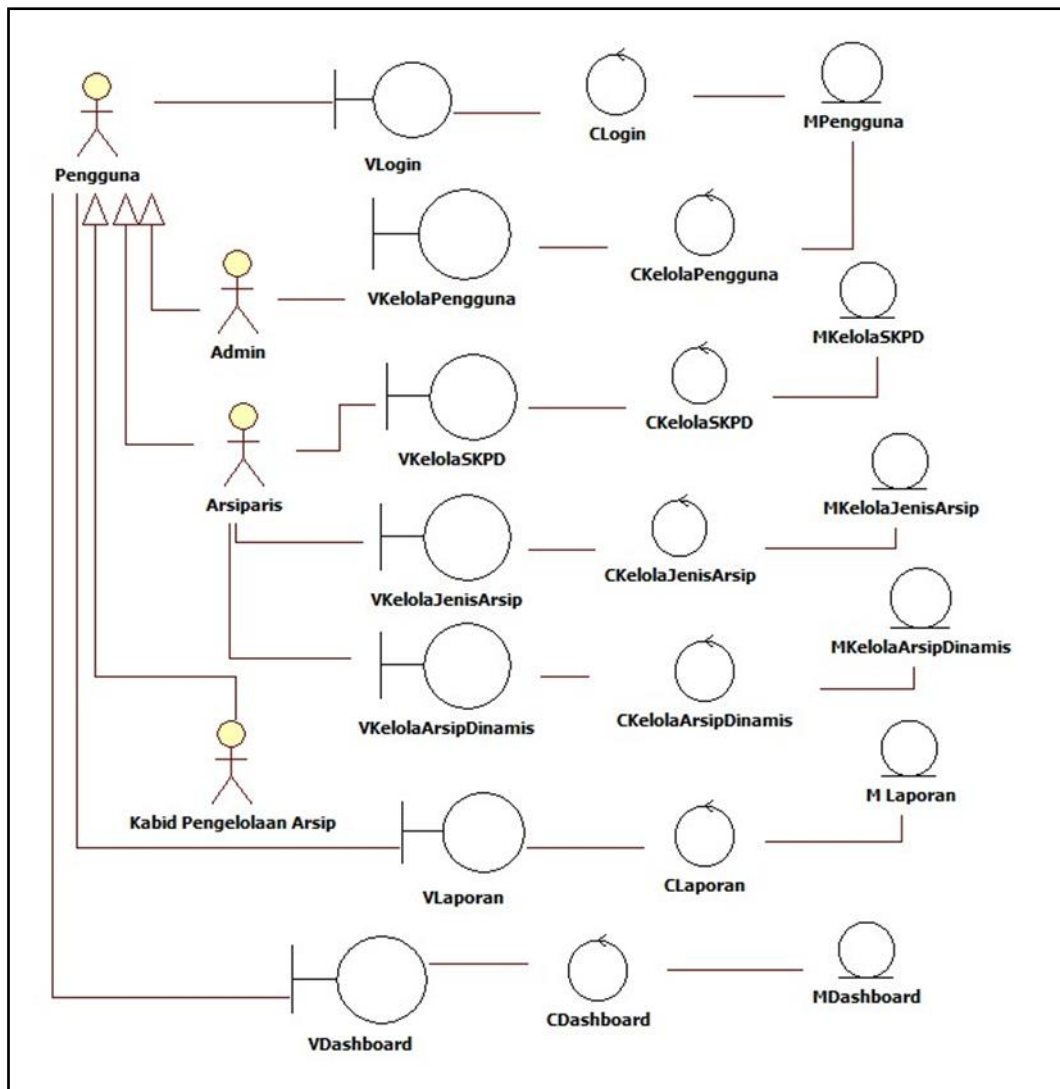 Pengguna
VLogin
CLogin
MPengguna
Admin
VKelolaPengguna
CKelolaPengguna
MKelolaSKPD
Arsiparis
VKelolaSKPD
CKelolaSKPD
MKelolaJenisArsip
VKelolaJenisArsip
CKelolaJenisArsip
MKelolaArsipDinamis
VKelolaArsipDinamis
CKelolaArsipDinamis
Kabid Pengelolaan Arsip
M Laporan
VLaporan
CLaporan
MDashboard
VDashboard
CDashboard